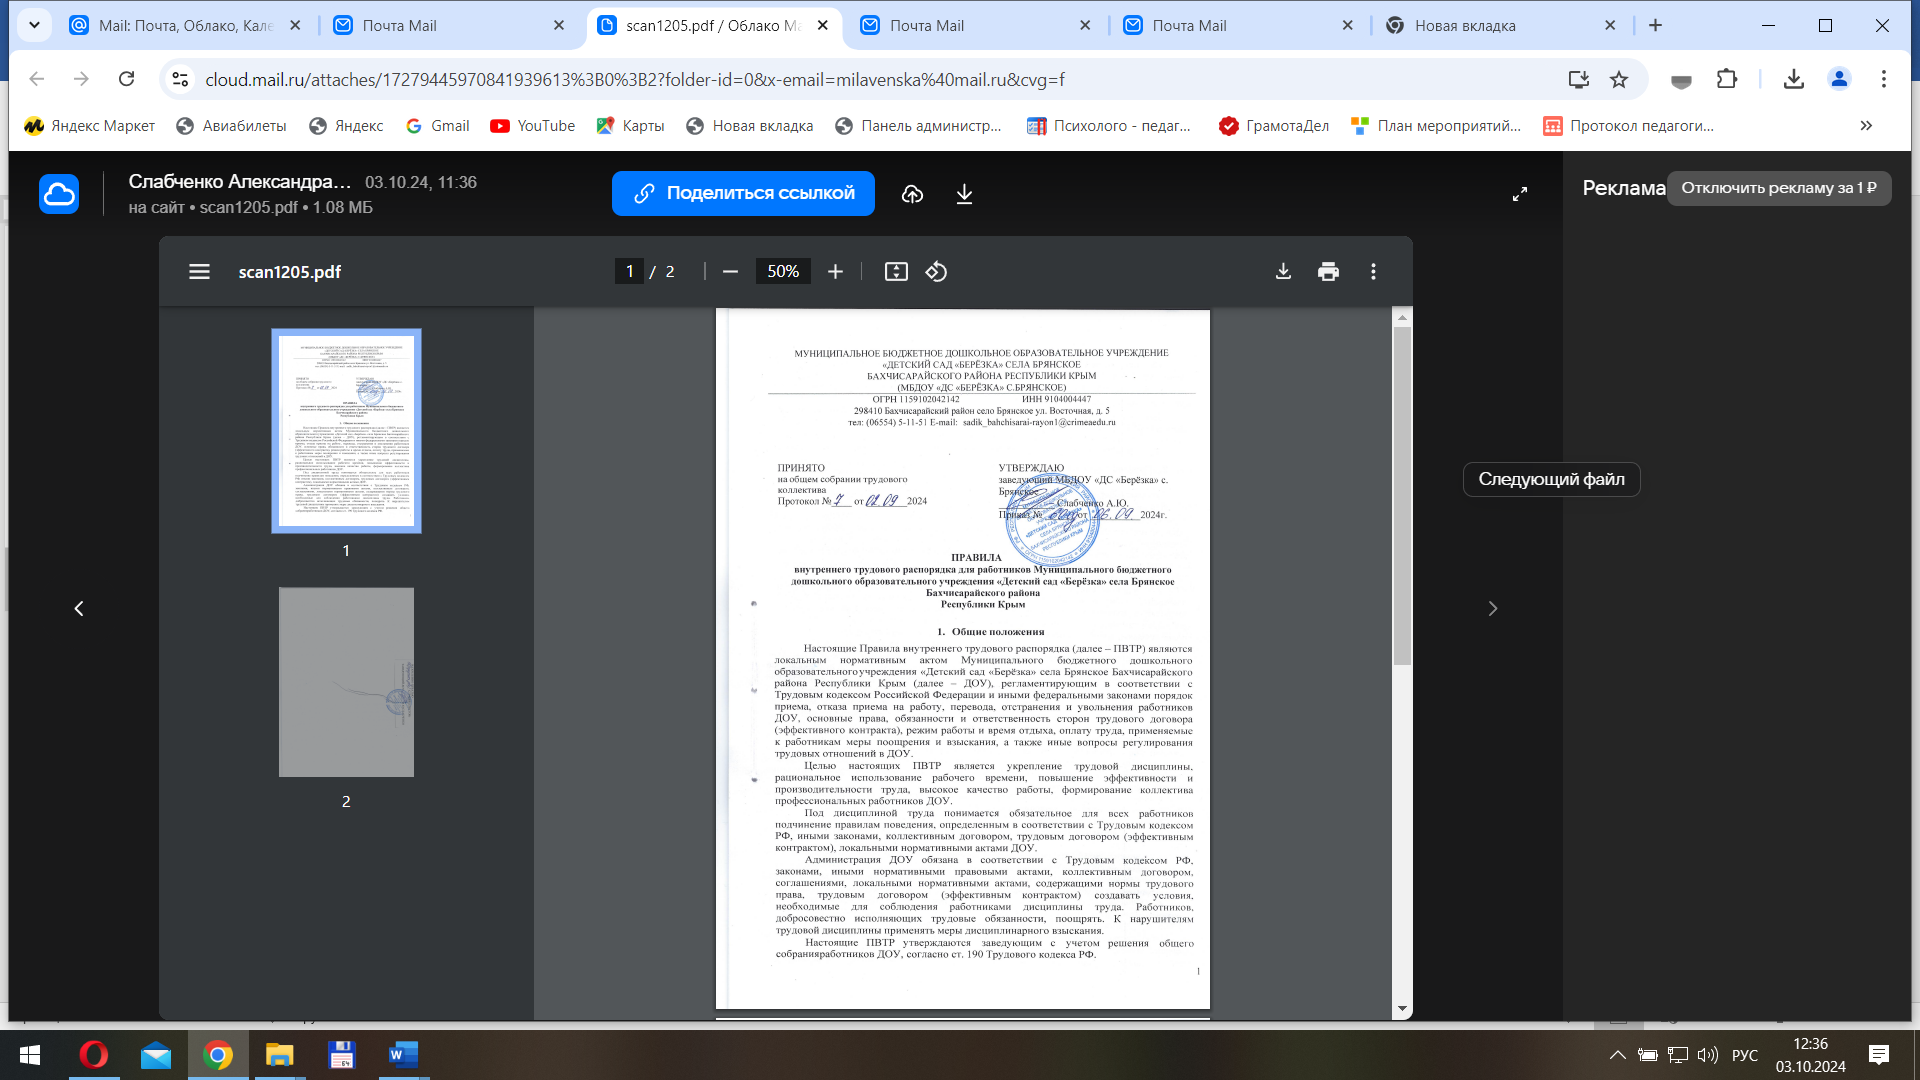 Mail: Почта, Облако, Кале
Почта Mail
scan1205.pdf / Облако Ma
Почта Mail
Почта Mail
Новая вкладка
cloud.mail.ru/attaches/17279445970841939613%3B0%3B2?folder-id=0&x-email=milavenska%40mail.ru&cvg=f
Яндекс Маркет
Авиабилеты
Яндекс
Gmail
YouTube
Карты
Новая вкладка
Панель администр...
Психолого - педаг...
ГрамотаДел
План мероприятий...
Протокол педагоги...
Слабченко Александра... 03.10.24, 11:36
на сайт • scan1205.pdf • 1.08 МБ
Поделиться ссылкой
Реклама
Отключить рекламу за 1 ₽
scan1205.pdf
1 / 2
50%
1
2
МУНИЦИПАЛЬНОЕ БЮДЖЕТНОЕ ДОШКОЛЬНОЕ ОБРАЗОВАТЕЛЬНОЕ УЧРЕЖДЕНИЕ
«ДЕТСКИЙ САД «БЕРЁЗКА» СЕЛА БРЯНСКОЕ
БАХЧИСАРАЙСКОГО РАЙОНА РЕСПУБЛИКИ КРЫМ
(МБДОУ «ДС «БЕРЁЗКА» С.БРЯНСКОЕ)
ОГРН 1159102042142 ИНН 9104004447
298410 Бахчисарайский район село Брянское ул. Восточная, д. 5
тел: (06554) 5-11-51 E-mail: sadik_bahchisarai-rayon1@crimeaedu.ru
ПРИНЯТО
на общем собрании трудового
коллектива
Протокол № 7 от 02.09 2024
УТВЕРЖДАЮ
заведующий МБДОУ «ДС «Берёзка» с.
Брянское
Слабченко А.Ю.
Приказ № от 06.09. 2024г.
ПРАВИЛА
внутреннего трудового распорядка для работников Муниципального бюджетного
дошкольного образовательного учреждения «Детский сад «Берёзка» села Брянское
Бахчисарайского района
Республики Крым
1. Общие положения
Настоящие Правила внутреннего трудового распорядка (далее – ПВТР) являются
локальным нормативным актом Муниципального бюджетного дошкольного
образовательного учреждения «Детский сад «Берёзка» села Брянское Бахчисарайского
района Республики Крым (далее – ДОУ), регламентирующим в соответствии с
Трудовым кодексом Российской Федерации и иными федеральными законами порядок
приема, отказа приема на работу, перевода, отстранения и увольнения работников
ДОУ, основные права, обязанности и ответственность сторон трудового договора
(эффективного контракта), режим работы и время отдыха, оплату труда, применяемые
к работникам меры поощрения и взыскания, а также иные вопросы регулирования
трудовых отношений в ДОУ.
Целью настоящих ПВТР является укрепление трудовой дисциплины,
рациональное использование рабочего времени, повышение эффективности и
производительности труда, высокое качество работы, формирование коллектива
профессиональных работников ДОУ.
Под дисциплиной труда понимается обязательное для всех работников
подчинение правилам поведения, определенным в соответствии с Трудовым кодексом
РФ, иными законами, коллективным договором, трудовым договором (эффективным
контрактом), локальными нормативными актами ДОУ.
Администрация ДОУ обязана в соответствии с Трудовым кодексом РФ,
законами, иными нормативными правовыми актами, коллективным договором,
соглашениями, локальными нормативными актами, содержащими нормы трудового
права, трудовым договором (эффективным контрактом) создавать условия,
необходимые для соблюдения работниками дисциплины труда. Работников,
добросовестно исполняющих трудовые обязанности, поощрять. К нарушителям
трудовой дисциплины применять меры дисциплинарного взыскания.
Настоящие ПВТР утверждаются заведующим с учетом решения общего
собранияработников ДОУ, согласно ст. 190 Трудового кодекса РФ.
1
Следующий файл
РУС
12:36
03.10.2024